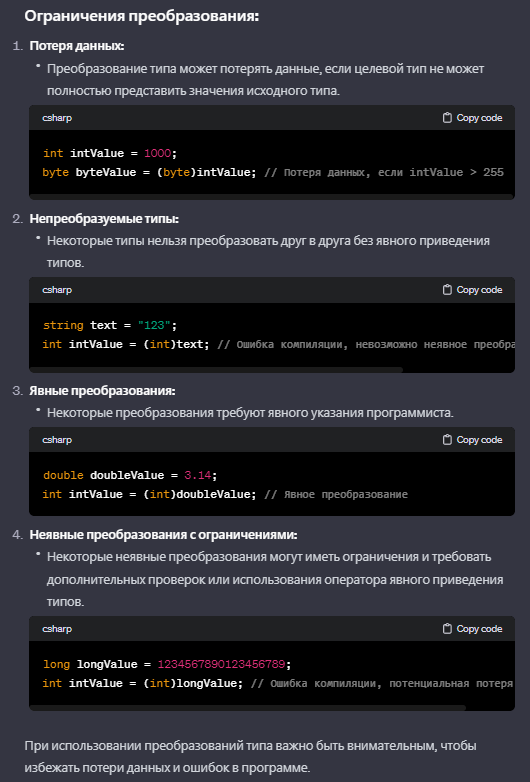 Ограничения преобразования:
1. Потеря данных:
• Преобразование типа может потерять данные, если целевой тип не может
полностью представить значения исходного типа.
csharp Copy code
int intValue = 1000;
byte byteValue = (byte)intValue; // Потеря данных, если intValue > 255
2. Непреобразуемые типы:
• Некоторые типы нельзя преобразовать друг в друга без явного приведения
типов.
csharp Copy code
string text = "123";
int intValue = (int)text; // Ошибка компиляции, невозможно неявное преобра
3. Явные преобразования:
• Некоторые преобразования требуют явного указания программиста.
csharp Copy code
double doubleValue = 3.14;
int intValue = (int)doubleValue; // Явное преобразование
4. Неявные преобразования с ограничениями:
• Некоторые неявные преобразования могут иметь ограничения и требовать
дополнительных проверок или использования оператора явного приведения
типов.
csharp Copy code
long longValue = 1234567890123456789;
int intValue = (int)longValue; // Ошибка компиляции, потенциальная потеря
При использовании преобразований типа важно быть внимательным, чтобы
избежать потери данных и ошибок в программе.